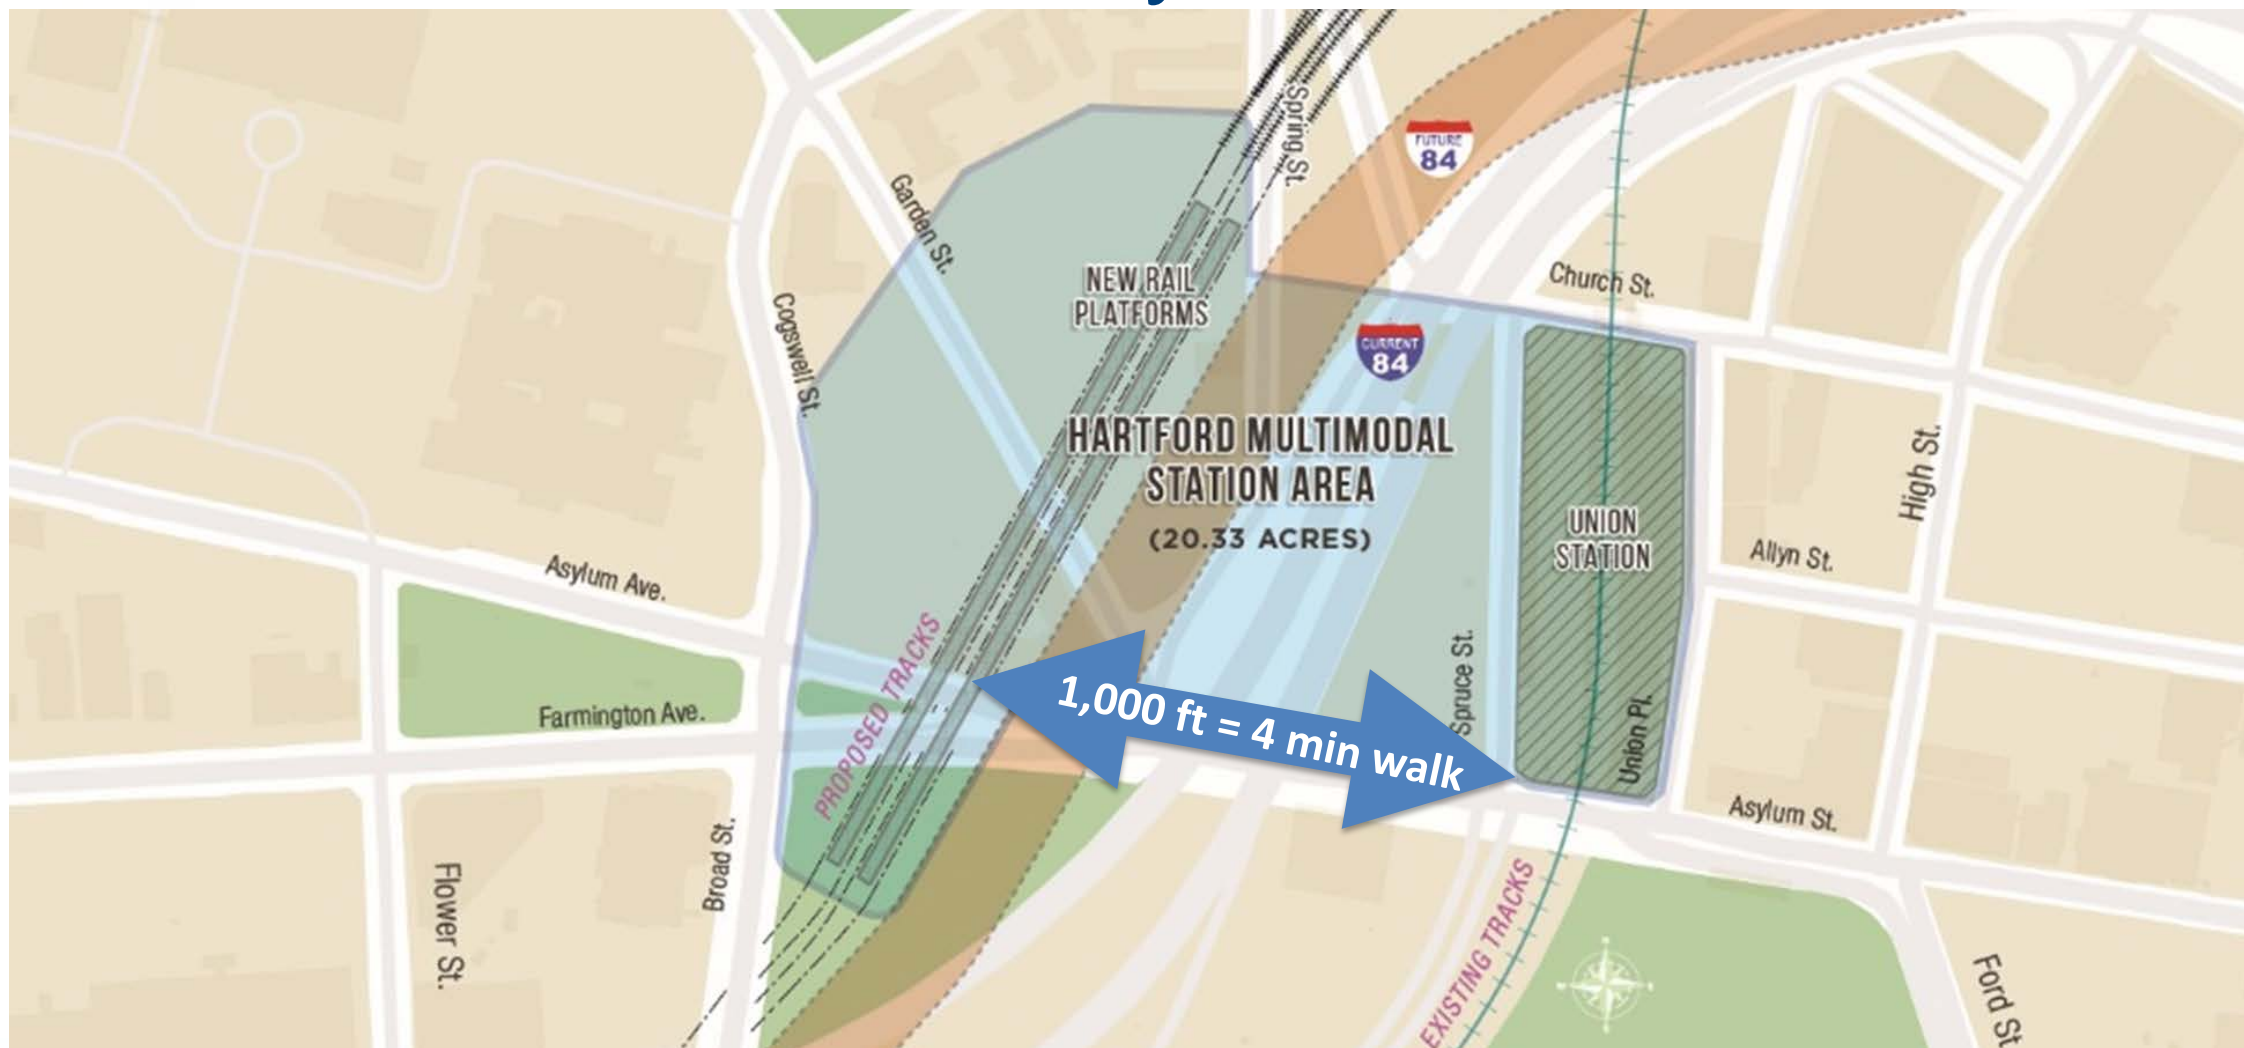 Spring St.
FUTURE
84
Garden St.
NEW RAIL
PLATFORMS
Church St.
Cogswell St.
CURRENT
84
HARTFORD MULTIMODAL
STATION AREA
(20.33 ACRES)
High St.
UNION
STATION
Allyn St.
Asylum Ave.
PROPOSED TRACKS
Spruce St.
1,000 ft = 4 min walk
Union Pl.
Farmington Ave.
Asylum St.
Broad St.
Flower St.
EXISTING TRACKS
Ford St